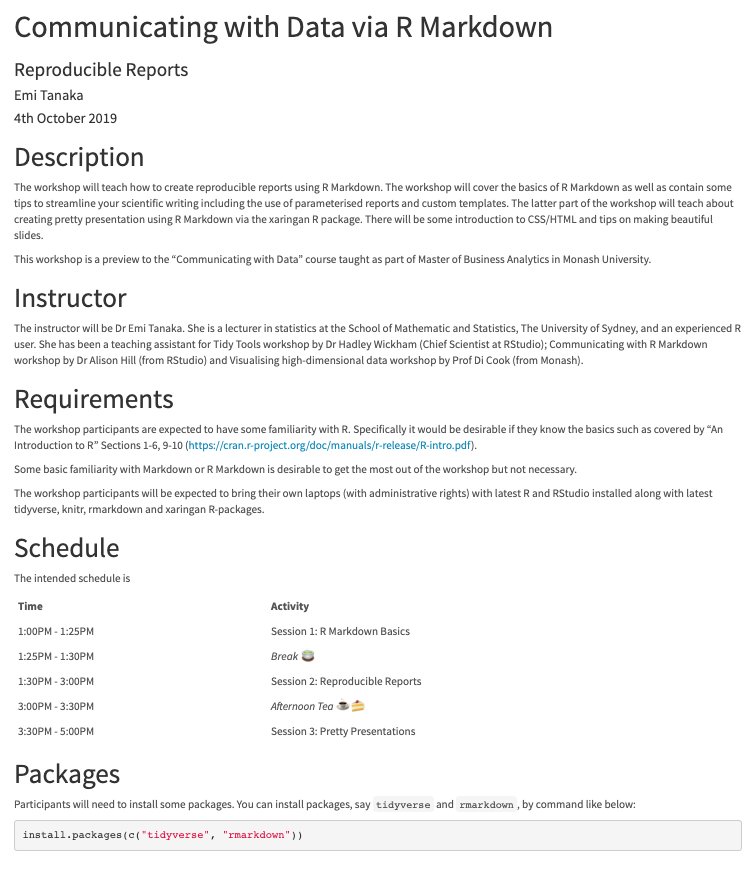 Communicating with Data via R Markdown
Reproducible Reports
Emi Tanaka
4th October 2019
Description
The workshop will teach how to create reproducible reports using R Markdown. The workshop will cover the basics of R Markdown as well as contain some
tips to streamline your scientific writing including the use of parameterised reports and custom templates. The latter part of the workshop will teach about
creating pretty presentation using R Markdown via the xaringan R package. There will be some introduction to CSS/HTML and tips on making beautiful
slides.
This workshop is a preview to the “Communicating with Data” course taught as part of Master of Business Analytics in Monash University.
Instructor
The instructor will be Dr Emi Tanaka. She is a lecturer in statistics at the School of Mathematic and Statistics, The University of Sydney, and an experienced R
user. She has been a teaching assistant for Tidy Tools workshop by Dr Hadley Wickham (Chief Scientist at RStudio); Communicating with R Markdown
workshop by Dr Alison Hill (from RStudio) and Visualising high-dimensional data workshop by Prof Di Cook (from Monash).
Requirements
The workshop participants are expected to have some familiarity with R. Specifically it would be desirable if they know the basics such as covered by “An
Introduction to R” Sections 1-6, 9-10 (https://cran.r-project.org/doc/manuals/r-release/R-intro.pdf).
Some basic familiarity with Markdown or R Markdown is desirable to get the most out of the workshop but not necessary.
The workshop participants will be expected to bring their own laptops (with administrative rights) with latest R and RStudio installed along with latest
tidyverse, knitr, rmarkdown and xaringan R-packages.
Schedule
The intended schedule is
Time Activity
1:00PM - 1:25PM Session 1: R Markdown Basics
1:25PM - 1:30PM Break 🍵
1:30PM - 3:00PM Session 2: Reproducible Reports
3:00PM - 3:30PM Afternoon Tea ☕🍰
3:30PM - 5:00PM Session 3: Pretty Presentations
Packages
Participants will need to install some packages. You can install packages, say tidyverse and rmarkdown , by command like below:
install.packages(c("tidyverse", "rmarkdown"))